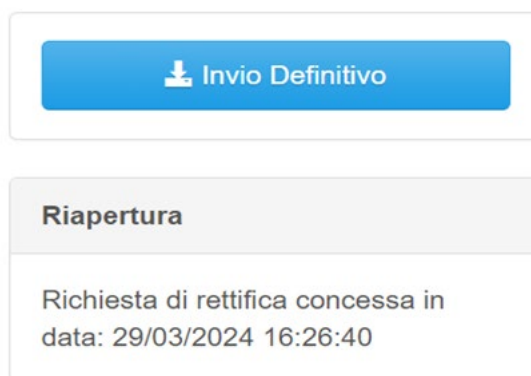 Invio Definitivo
Riapertura
Richiesta di rettifica concessa in
data: 29/03/2024 16:26:40